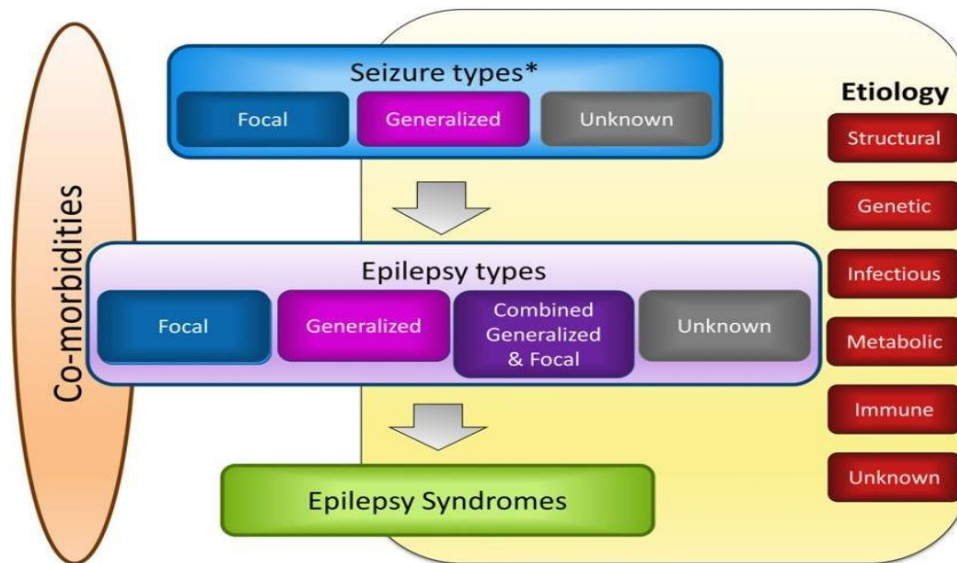 Seizure types*
Focal
Generalized
Unknown
Etiology
Structural
Genetic
Infectious
Metabolic
Immune
Unknown
Co-morbidities
Epilepsy types
Focal
Generalized
Combined
Generalized
& Focal
Unknown
Epilepsy Syndromes